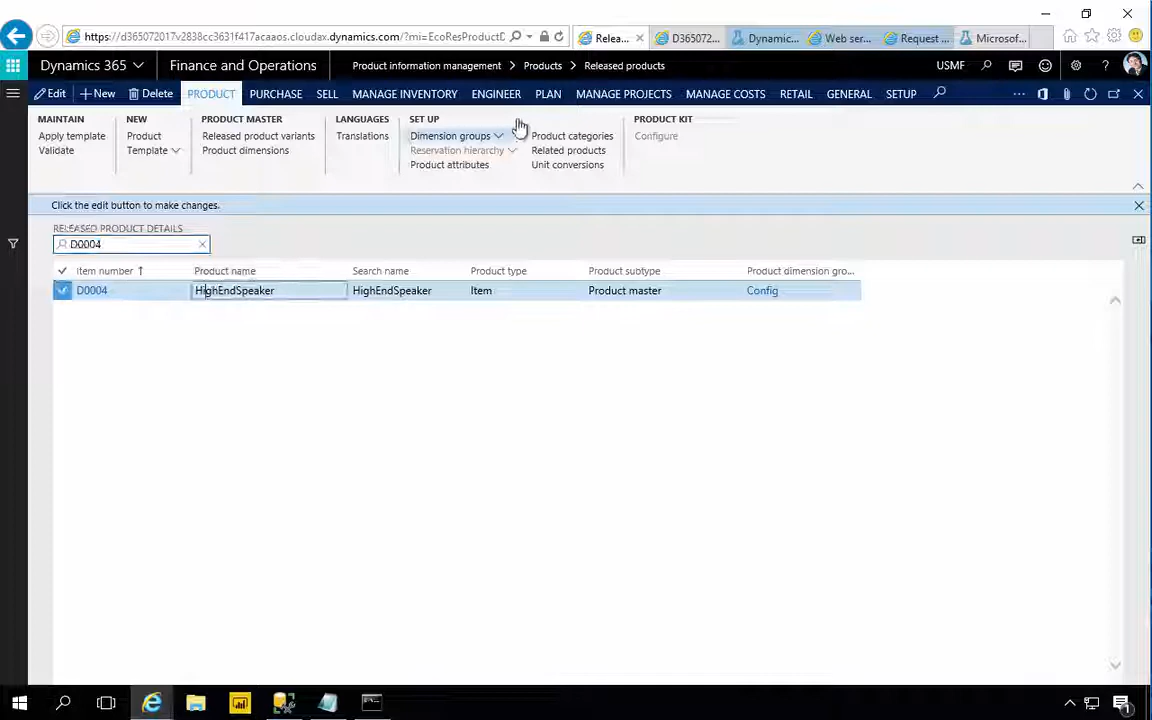 https://d365072017v2838cc3631f417acaaos.cloudax.dynamics.com/?mi=EcoResProductD
Relea...
D365072...
Dynamic...
Web ser...
Request ...
Microsof...
Dynamics 365
Finance and Operations
Product information management
Products
Released products
USMF
?
Edit
+ New
Delete
PRODUCT
PURCHASE
SELL
MANAGE INVENTORY
ENGINEER
PLAN
MANAGE PROJECTS
MANAGE COSTS
RETAIL
GENERAL
SETUP
...
MAINTAIN
Apply template
Validate
NEW
Product
Template
PRODUCT MASTER
Released product variants
Product dimensions
LANGUAGES
Translations
SET UP
Dimension groups
Reservation hierarchy
Product attributes
Product categories
Related products
Unit conversions
PRODUCT KIT
Configure
Click the edit button to make changes.
RELEASED PRODUCT DETAILS
D0004
Item number
Product name
Search name
Product type
Product subtype
Product dimension gro...
D0004
HighEndSpeaker
HighEndSpeaker
Item
Product master
Config
1